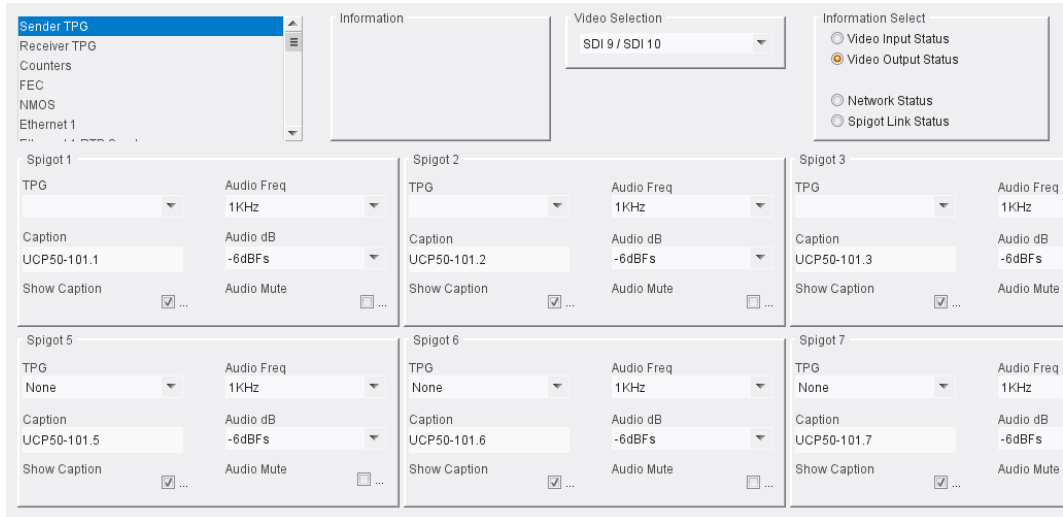 Sender TPG
Receiver TPG
Counters
FEC
NMOS
Ethernet 1
Information
Video Selection
SDI 9 / SDI 10
Information Select
Video Input Status
Video Output Status
Network Status
Spigot Link Status
Spigot 1
TPG
Audio Freq
1KHz
Caption
Audio dB
UCP50-101.1
-6dBFs
Show Caption
...
Audio Mute
...
Spigot 2
TPG
Audio Freq
1KHz
Caption
Audio dB
UCP50-101.2
-6dBFs
Show Caption
...
Audio Mute
...
Spigot 3
TPG
Audio Freq
1KHz
Caption
Audio dB
UCP50-101.3
-6dBFs
Show Caption
...
Audio Mute
Spigot 5
TPG
Audio Freq
None
1KHz
Caption
Audio dB
UCP50-101.5
-6dBFs
Show Caption
...
Audio Mute
...
Spigot 6
TPG
Audio Freq
None
1KHz
Caption
Audio dB
UCP50-101.6
-6dBFs
Show Caption
...
Audio Mute
...
Spigot 7
TPG
Audio Freq
None
1KHz
Caption
Audio dB
UCP50-101.7
-6dBFs
Show Caption
...
Audio Mute